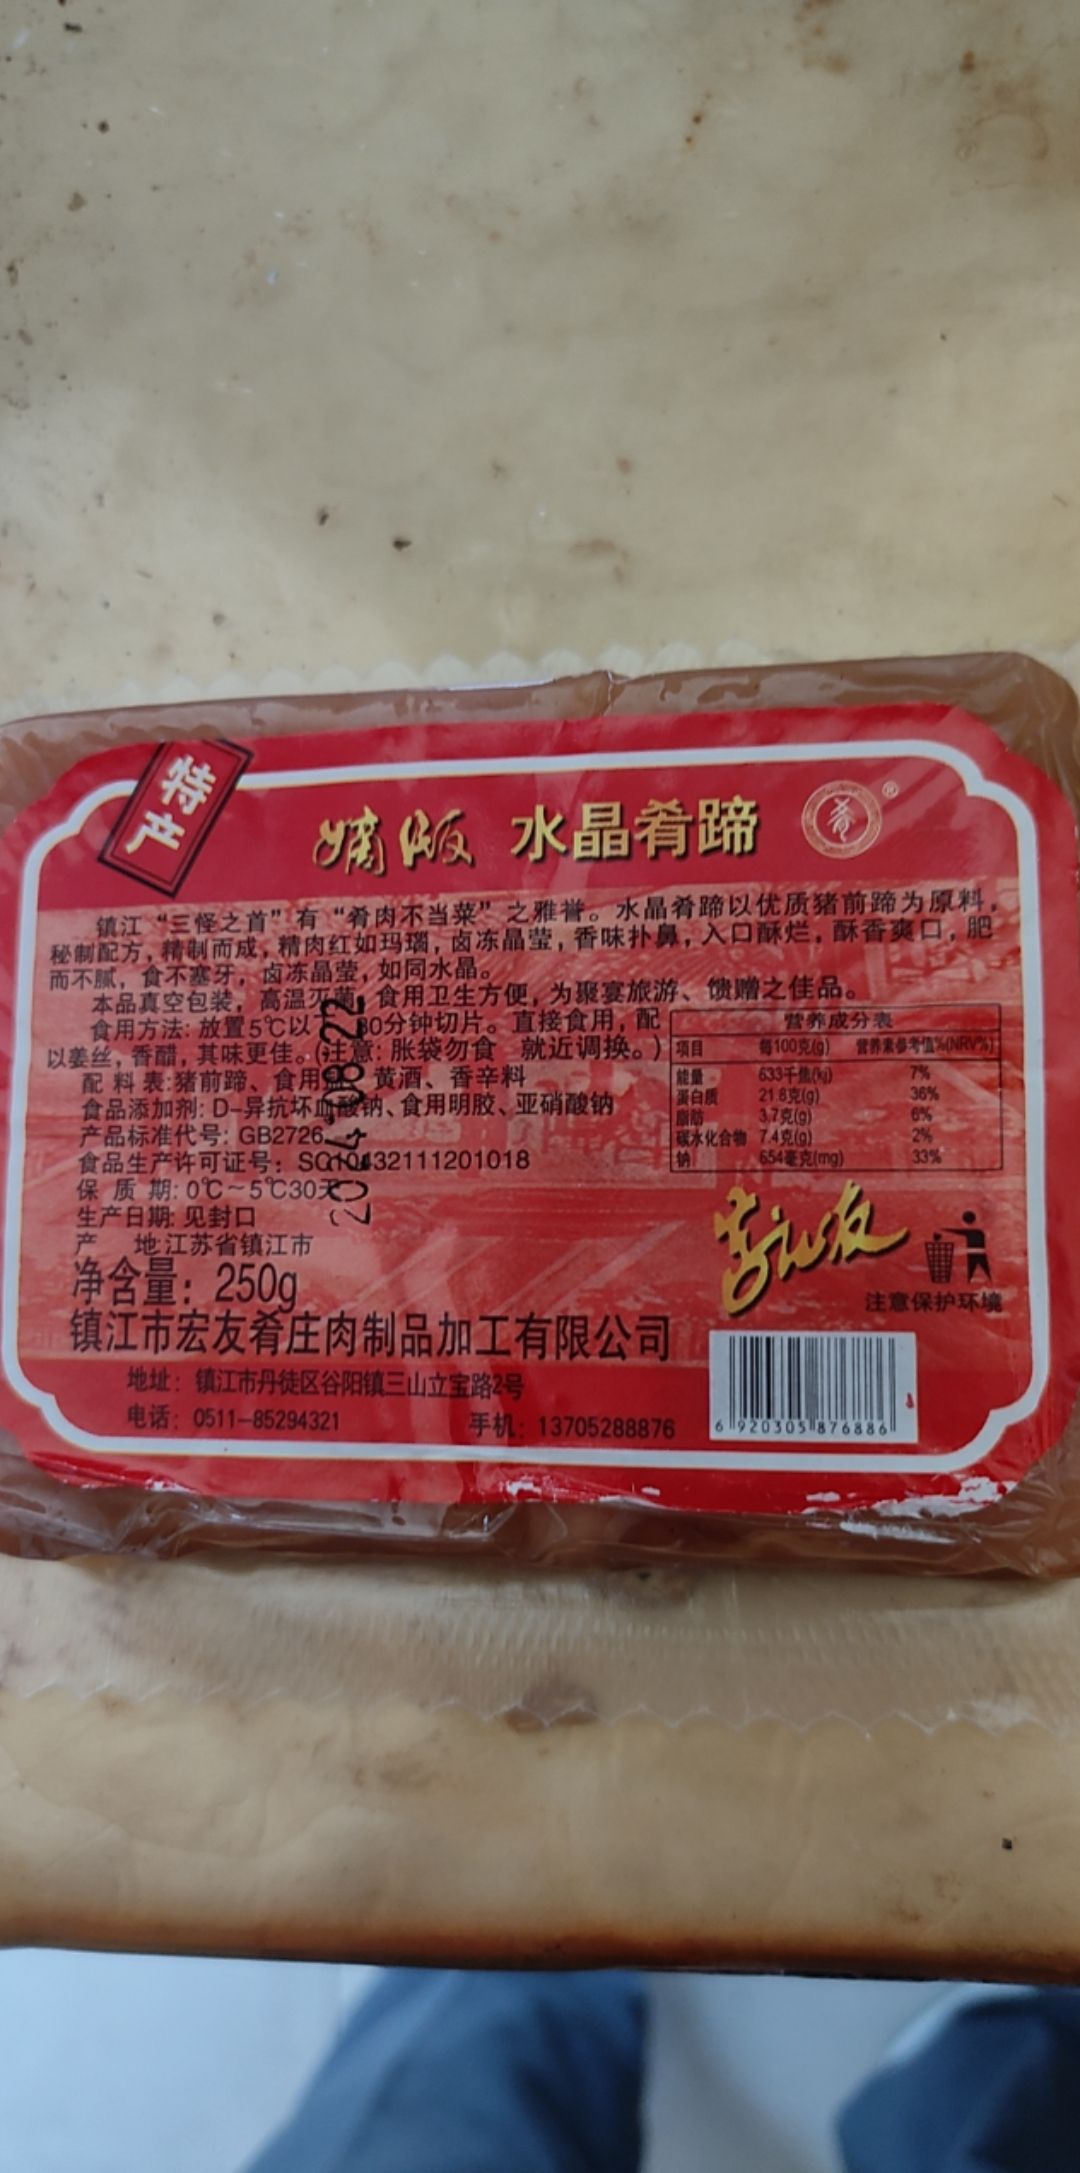 特产
水晶肴蹄
肴
®
镇江“三怪之首”有“肴肉不当菜”之雅誉。水晶肴蹄以优质猪前蹄为原料，
秘制配方，精制而成，精肉红如玛瑙，卤冻晶莹，香味扑鼻，入口酥烂，酥香爽口，肥
而不腻，食不塞牙，卤冻晶莹，如同水晶。
本品真空包装，高温灭菌，食用卫生方便，为聚宴旅游、馈赠之佳品。
食用方法: 放置5℃以 30分钟切片。直接食用，配
以姜丝，香醋，其味更佳。(注意: 胀袋勿食 就近调换。)
配 料 表:猪前蹄、食用 黄酒、香辛料
食品添加剂: D-异抗坏血酸钠、食用明胶、亚硝酸钠
产品标准代号: GB2726
食品生产许可证号: SC 432111201018
保 质 期: 0℃~5℃30天
生产日期: 见封口
产 地:江苏省镇江市
净含量: 250g
镇江市宏友肴庄肉制品加工有限公司
地址: 镇江市丹徒区谷阳镇三山立宝路2号
电话: 0511-85294321 手机: 13705288876
2024 0822
营养成分表
项目 每100克(g) 营养素参考值%(NRV%)
能量 633千焦(kj) 7%
蛋白质 21.8克(g) 36%
脂肪 3.7克(g) 6%
碳水化合物 7.4克(g) 2%
钠 654毫克(mg) 33%
注意保护环境
6 920305 876886